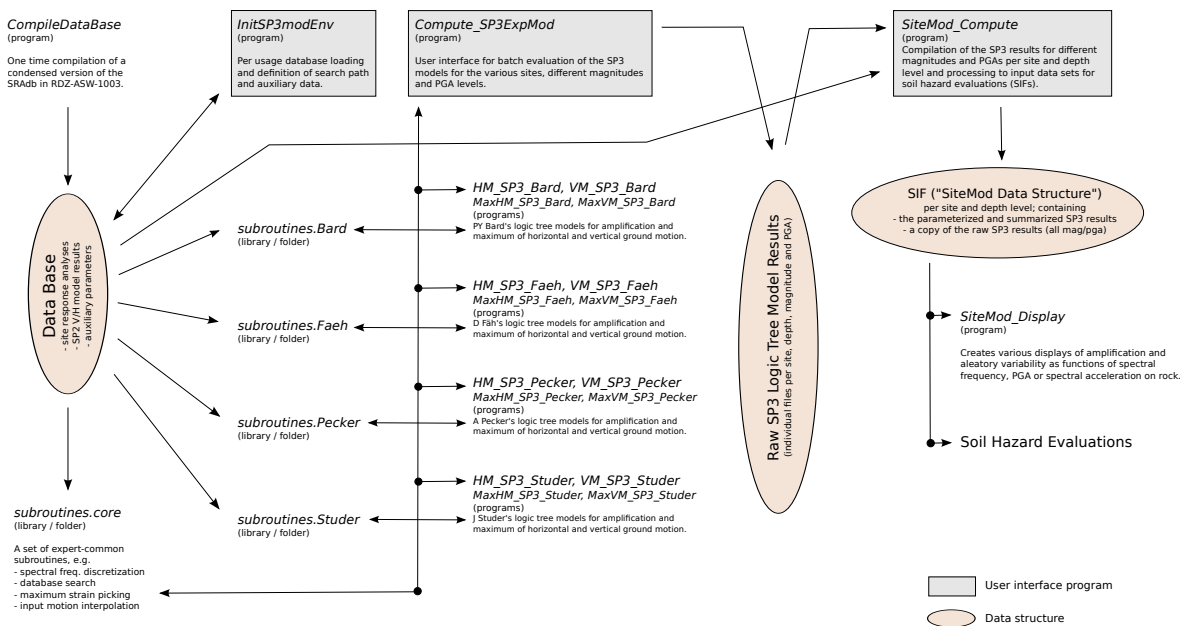 CompileDataBase
(program)
One time compilation of a
condensed version of the
SRAdb in RDZ-ASW-1003.
InitSP3modEnv
(program)
Per usage database loading
and definition of search path
and auxiliary data.
Compute_SP3ExpMod
(program)
User interface for batch evaluation of the SP3
models for the various sites, different magnitudes
and PGA levels.
SiteMod_Compute
(program)
Compilation of the SP3 results for different
magnitudes and PGAs per site and depth
level and processing to input data sets for
soil hazard evaluations (SIFs).
Data Base
- site response analyses
- SP2 V/H model results
- auxiliary parameters
subroutines.Bard
(library / folder)
HM_SP3_Bard, VM_SP3_Bard
MaxHM_SP3_Bard, MaxVM_SP3_Bard
(programs)
PY Bard's logic tree models for amplification and
maximum of horizontal and vertical ground motion.
subroutines.Faeh
(library / folder)
HM_SP3_Faeh, VM_SP3_Faeh
MaxHM_SP3_Faeh, MaxVM_SP3_Faeh
(programs)
D Fäh's logic tree models for amplification and
maximum of horizontal and vertical ground motion.
subroutines.Pecker
(library / folder)
HM_SP3_Pecker, VM_SP3_Pecker
MaxHM_SP3_Pecker, MaxVM_SP3_Pecker
(programs)
A Pecker's logic tree models for amplification and
maximum of horizontal and vertical ground motion.
subroutines.Studer
(library / folder)
HM_SP3_Studer, VM_SP3_Studer
MaxHM_SP3_Studer, MaxVM_SP3_Studer
(programs)
J Studer's logic tree models for amplification and
maximum of horizontal and vertical ground motion.
subroutines.core
(library / folder)
A set of expert-common
subroutines, e.g.
- spectral freq. discretization
- database search
- maximum strain picking
- input motion interpolation
Raw SP3 Logic Tree Model Results
(individual files per site, depth, magnitude and PGA)
SIF ("SiteMod Data Structure")
per site and depth level; containing
- the parameterized and summarized SP3 results
- a copy of the raw SP3 results (all mag/pga)
SiteMod_Display
(program)
Creates various displays of amplification and
aleatory variability as functions of spectral
frequency, PGA or spectral acceleration on rock.
Soil Hazard Evaluations
User interface program
Data structure